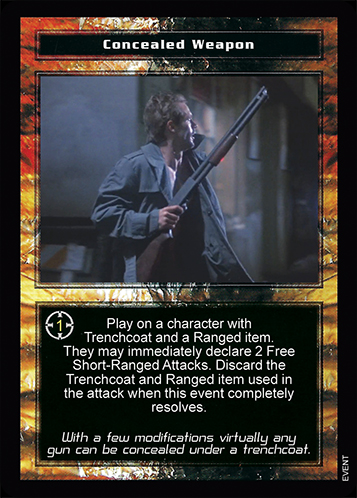 Concealed Weapon
1
Play on a character with
Trenchcoat and a Ranged item.
They may immediately declare 2 Free
Short-Ranged Attacks. Discard the
Trenchcoat and Ranged item used in
the attack when this event completely
resolves.
With a few modifications virtually any
gun can be concealed under a trenchcoat.
EVENT